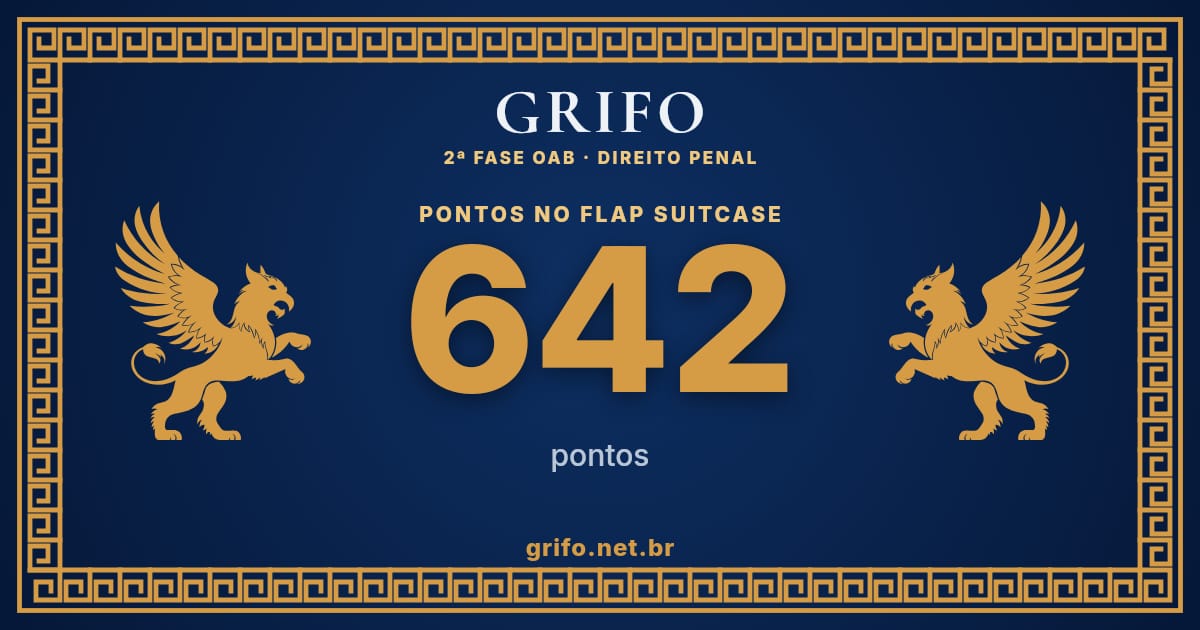 GRIFO
2ª FASE OAB · DIREITO PENAL
PONTOS NO FLAP SUITCASE
642
pontos
grifo.net.br